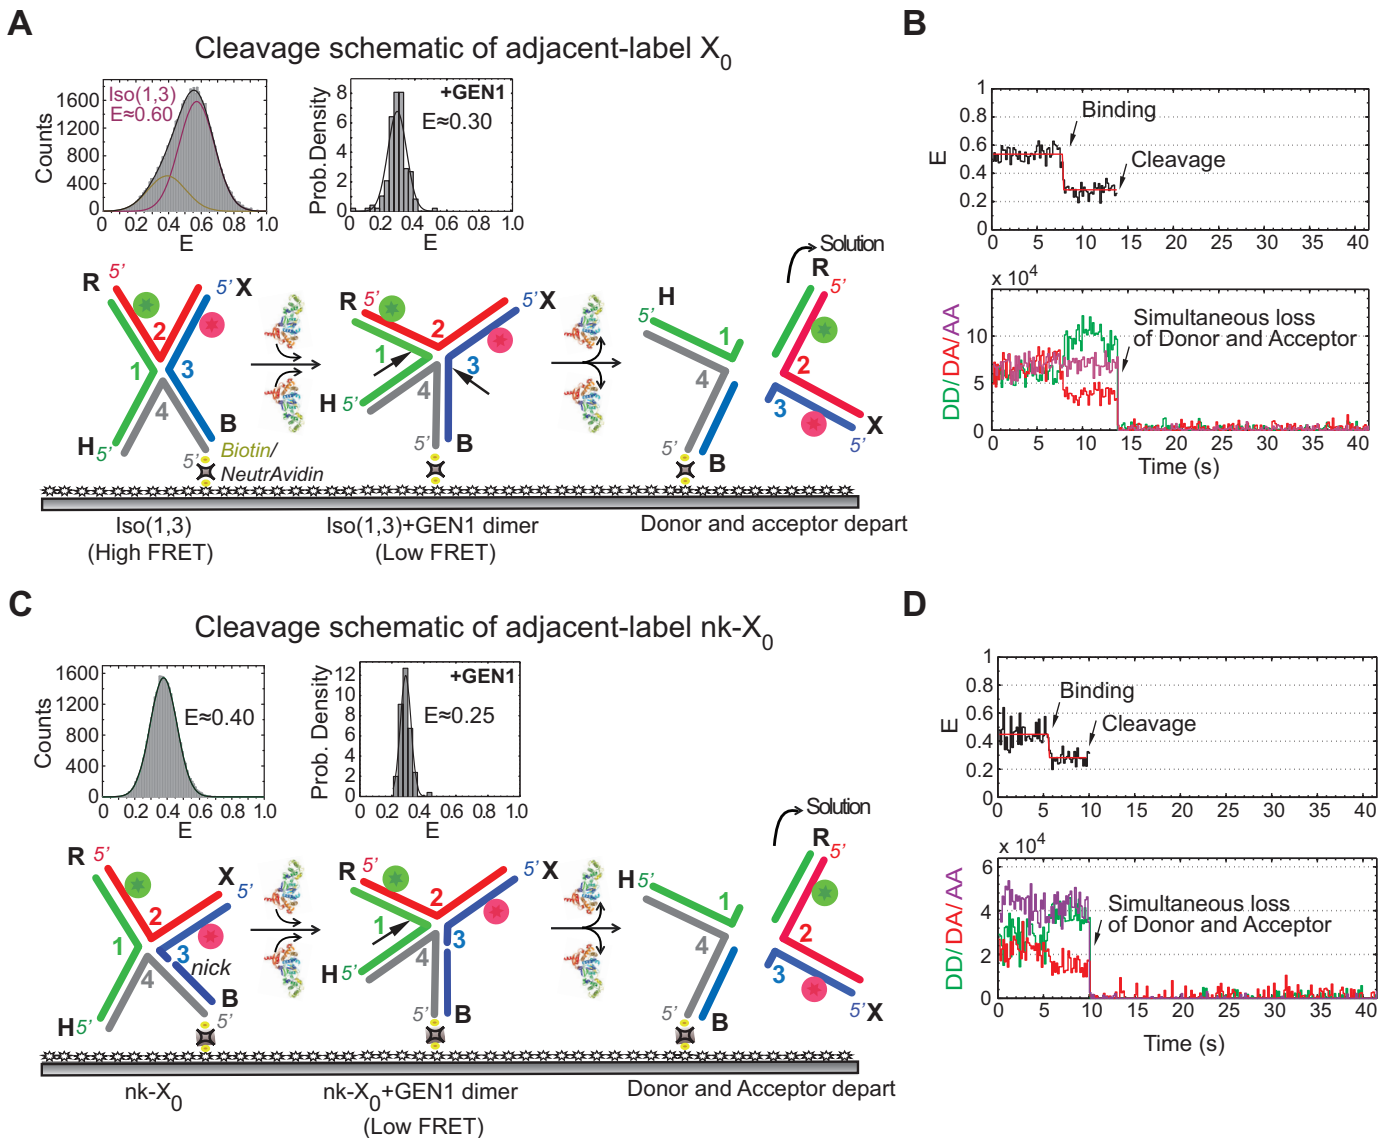 A
Cleavage schematic of adjacent-label X0
Counts
1600
1200
800
400
0
Iso(1,3)
E≈0.60
0 0.2 0.4 0.6 0.8 1.0
E
Prob.Density
8
6
4
2
0
+GEN1
E≈0.30
0 0.2 0.4 0.6 0.8 1.0
E
R 5' 5' X
2
1 3
4
H 5' B
Biotin/
NeutrAvidin
R 5' 5' X
2
1 3
4
H 5'
5' B
Solution
H R
5' 5'
1
2
4 3
X
5'
5' B
Iso(1,3)
(High FRET)
Iso(1,3)+GEN1 dimer
(Low FRET)
Donor and acceptor depart
B
E
1
0.8
0.6
0.4
0.2
0
Binding
Cleavage
0 5 10 15 20 25 30 35 40
x 10^4
DD/DA/AA
10
5
0
Simultaneous loss
of Donor and Acceptor
0 5 10 15 20 25 30 35 40
Time (s)
C
Cleavage schematic of adjacent-label nk-X0
Counts
1600
1200
800
400
0
E≈0.40
0 0.2 0.4 0.6 0.8 1.0
E
Prob. Density
12
10
8
6
4
2
0
+GEN1
E≈0.25
0 0.2 0.4 0.6 0.8 1.0
E
R 5' X 5'
2
1 3
4 nick
B
H 5' 5'
R 5' 5' X
2
1 3
4
H 5'
5' B
Solution
H 5' R 5'
1
2
4 3
X
5'
5' B
nk-X0
nk-X0+GEN1 dimer
(Low FRET)
Donor and Acceptor depart
D
E
1
0.8
0.6
0.4
0.2
0
Binding
Cleavage
0 5 10 15 20 25 30 35 40
x 10^4
DD/DA/AA
6
4
2
0
Simultaneous loss
of Donor and Acceptor
0 5 10 15 20 25 30 35 40
Time (s)